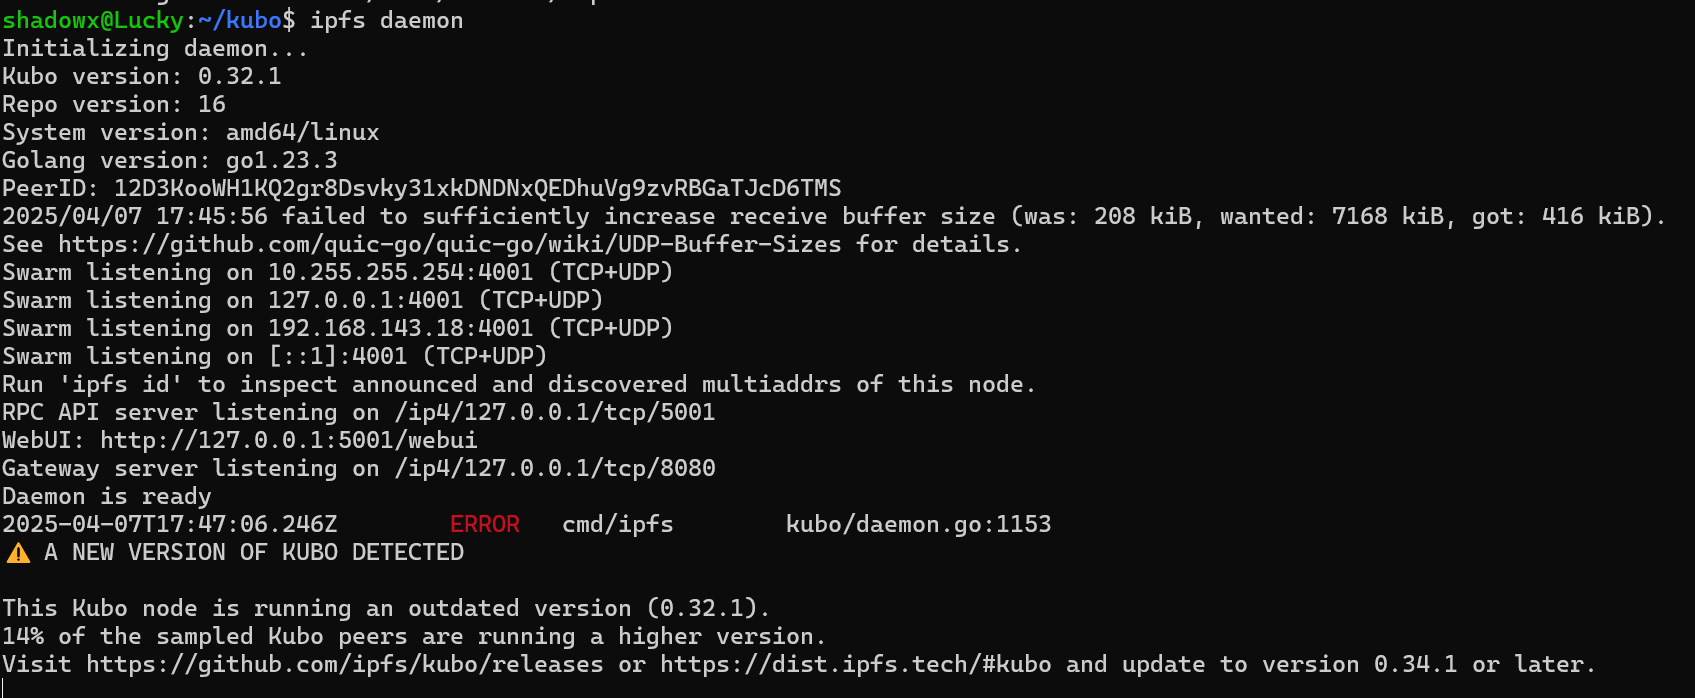 shadowx@Lucky:~/kubo$ ipfs daemon
Initializing daemon...
Kubo version: 0.32.1
Repo version: 16
System version: amd64/linux
Golang version: go1.23.3
PeerID: 12D3KooWH1KQ2gr8Dsvky31xkDNDNxQEDhuVg9zvRBGaTJcD6TMS
2025/04/07 17:45:56 failed to sufficiently increase receive buffer size (was: 208 kiB, wanted: 7168 kiB, got: 416 kiB).
See https://github.com/quic-go/quic-go/wiki/UDP-Buffer-Sizes for details.
Swarm listening on 10.255.255.254:4001 (TCP+UDP)
Swarm listening on 127.0.0.1:4001 (TCP+UDP)
Swarm listening on 192.168.143.18:4001 (TCP+UDP)
Swarm listening on [::1]:4001 (TCP+UDP)
Run 'ipfs id' to inspect announced and discovered multiaddrs of this node.
RPC API server listening on /ip4/127.0.0.1/tcp/5001
WebUI: http://127.0.0.1:5001/webui
Gateway server listening on /ip4/127.0.0.1/tcp/8080
Daemon is ready
2025-04-07T17:47:06.246Z ERROR cmd/ipfs kubo/daemon.go:1153
⚠️ A NEW VERSION OF KUBO DETECTED
This Kubo node is running an outdated version (0.32.1).
14% of the sampled Kubo peers are running a higher version.
Visit https://github.com/ipfs/kubo/releases or https://dist.ipfs.tech/#kubo and update to version 0.34.1 or later.